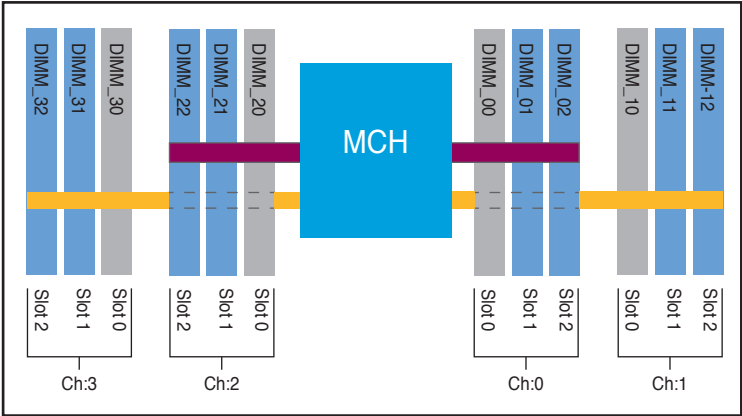 DIMM_32
DIMM_31
DIMM_30
DIMM_22
DIMM_21
DIMM_20
MCH
DIMM_00
DIMM_01
DIMM_02
DIMM_10
DIMM_11
DIMM-12
Slot 2
Slot 1
Slot 0
Slot 2
Slot 1
Slot 0
Slot 0
Slot 1
Slot 2
Slot 0
Slot 1
Slot 2
Ch:3
Ch:2
Ch:0
Ch:1